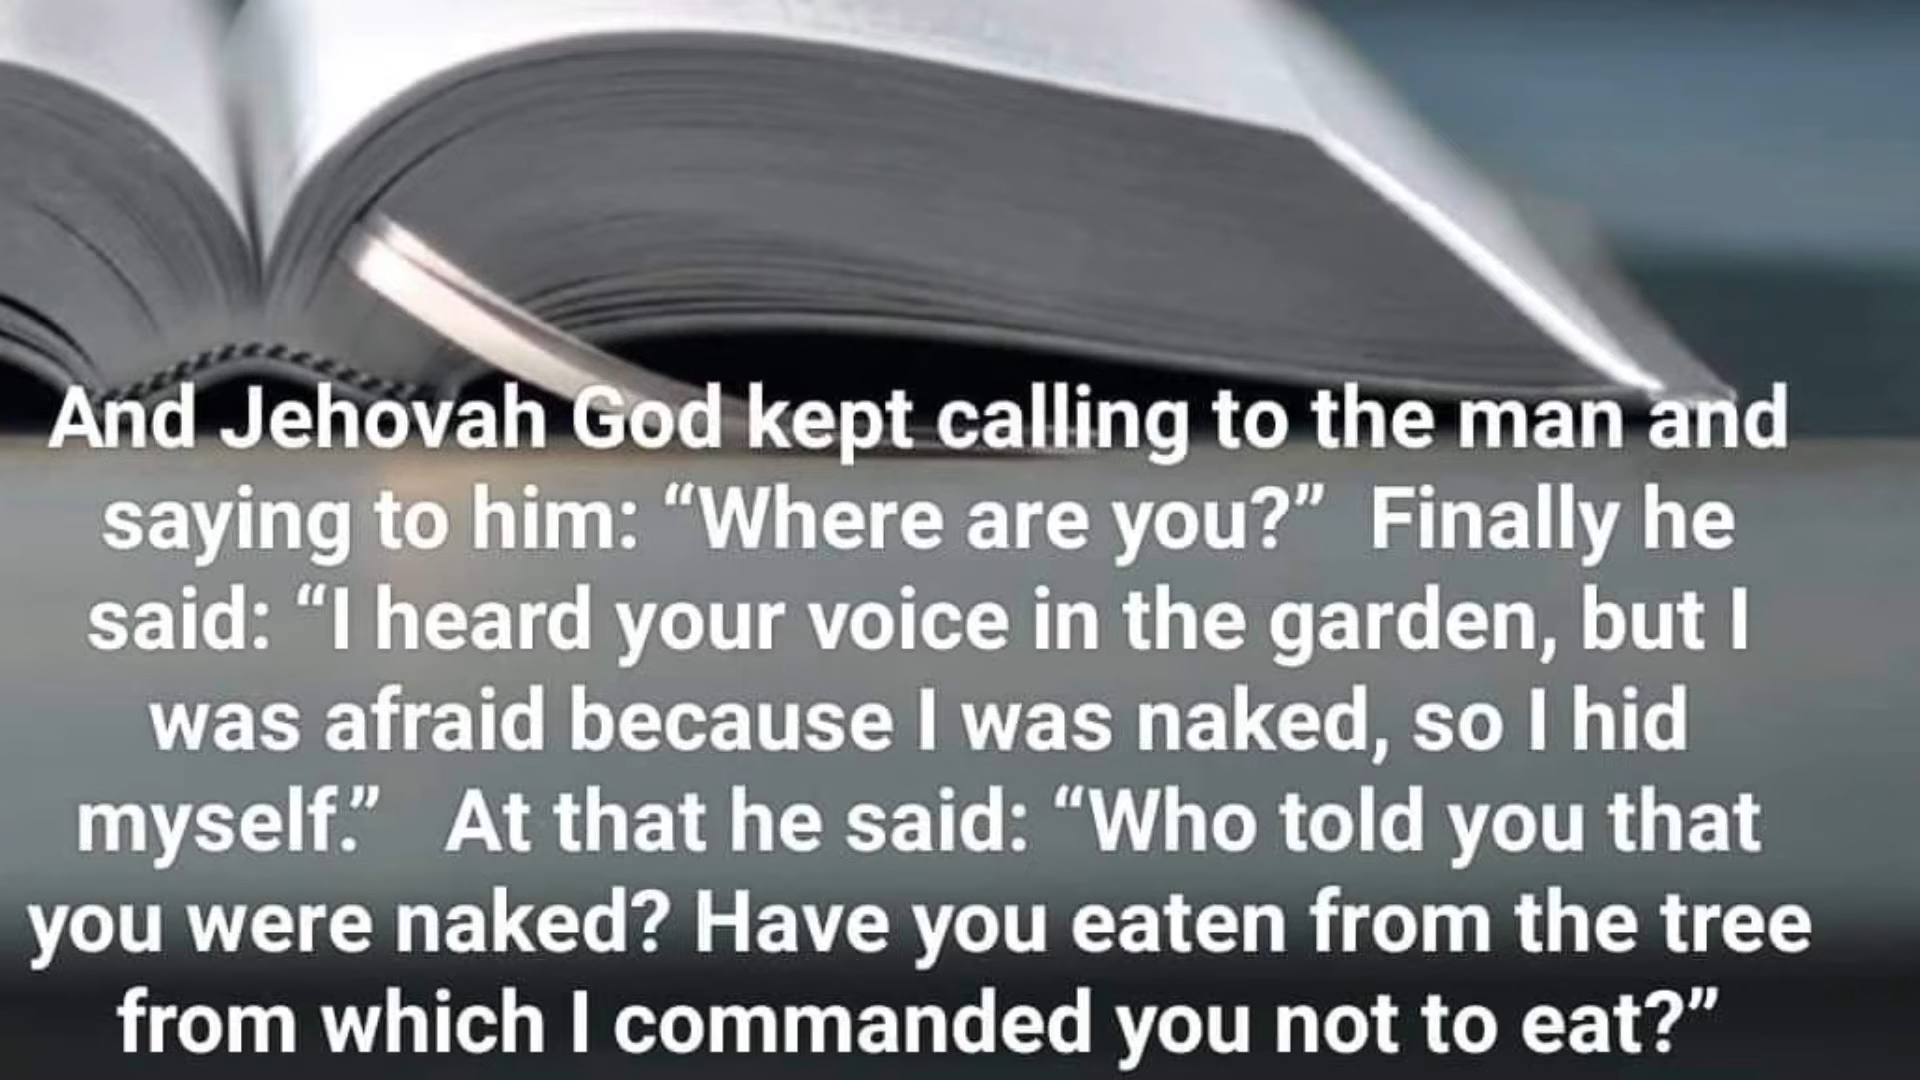 And Jehovah God kept calling to the man and
saying to him: “Where are you?”  Finally he
said: “I heard your voice in the garden, but I
was afraid because I was naked, so I hid
myself.”   At that he said: “Who told you that
you were naked? Have you eaten from the tree
from which I commanded you not to eat?”